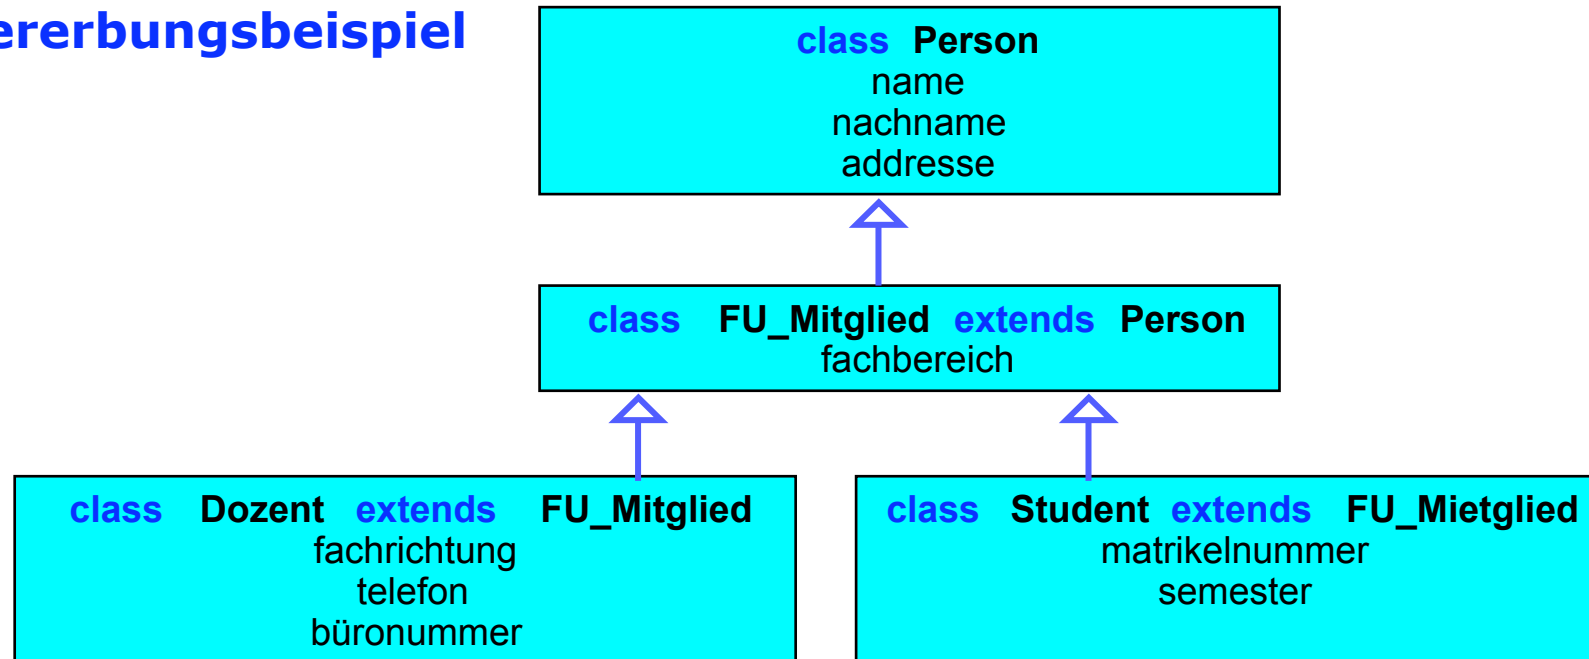 ererbungsbeispiel
class Person
name
nachname
addresse
class FU_Mitglied extends Person
fachbereich
class Dozent extends FU_Mitglied
fachrichtung
telefon
büronummer
class Student extends FU_Mietglied
matrikelnummer
semester